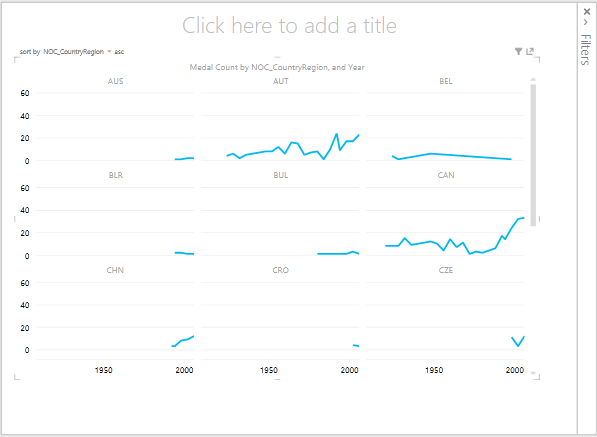 Click here to add a title
sort by NOC_CountryRegion asc
Filters
Medal Count by NOC_CountryRegion, and Year
AUS AUT BEL
60
40
20
0
BLR BUL CAN
60
40
20
0
CHN CRO CZE
60
40
20
0
1950 2000 1950 2000 1950 2000